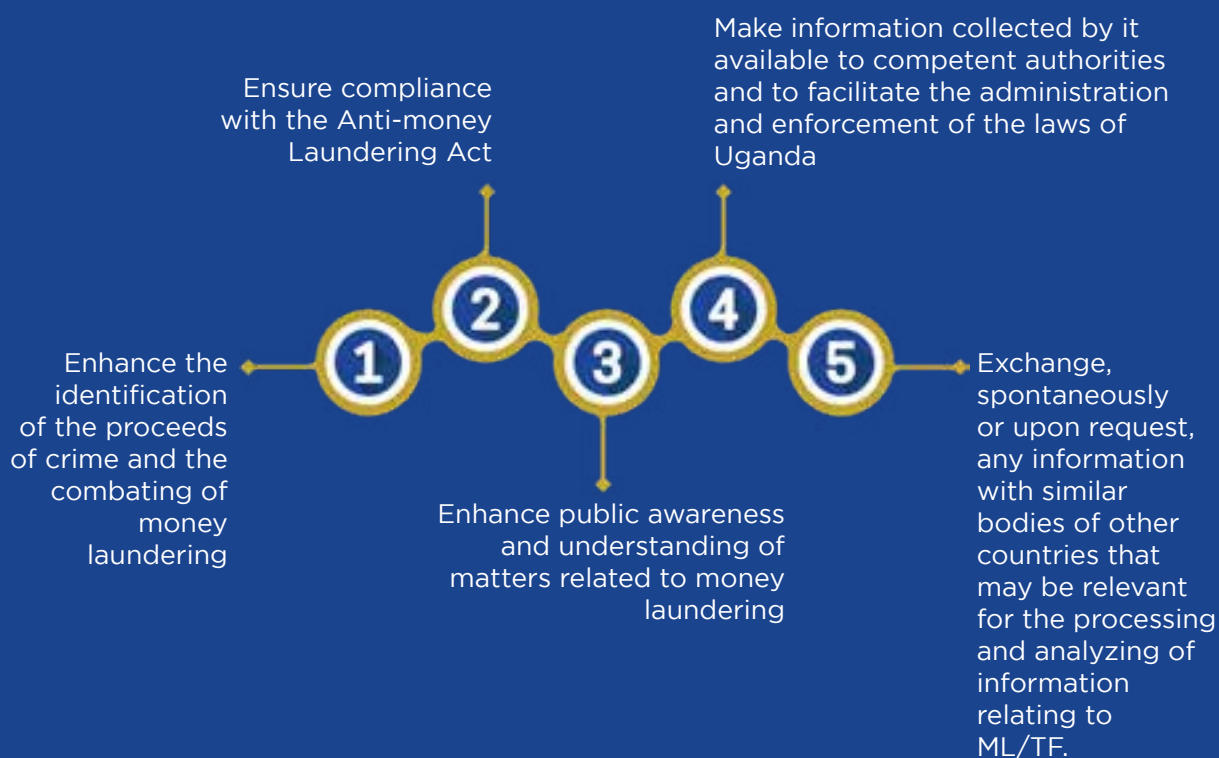 1
Enhance the
identification
of the proceeds
of crime and the
combating of
money
laundering
2
Ensure compliance
with the Anti-money
Laundering Act
3
Enhance public awareness
and understanding of
matters related to money
laundering
4
Make information collected by it
available to competent authorities
and to facilitate the administration
and enforcement of the laws of
Uganda
5
Exchange,
spontaneously
or upon request,
any information
with similar
bodies of other
countries that
may be relevant
for the processing
and analyzing of
information
relating to
ML/TF.